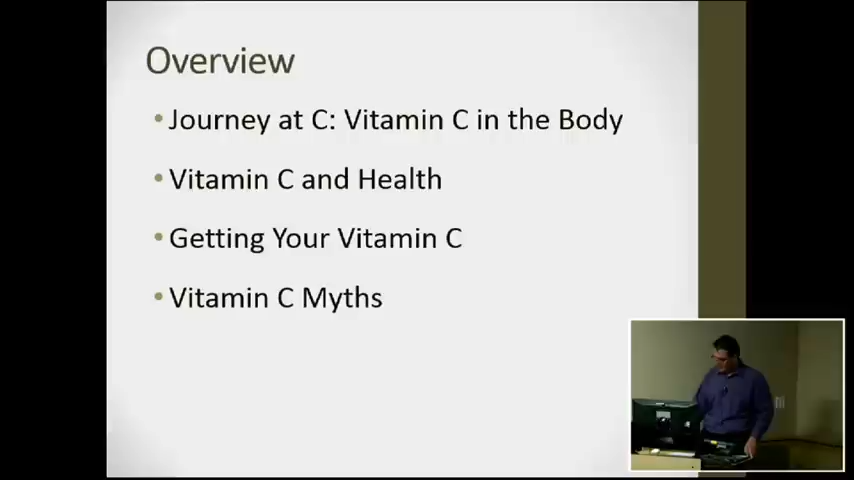 Overview
• Journey at C: Vitamin C in the Body
• Vitamin C and Health
• Getting Your Vitamin C
• Vitamin C Myths